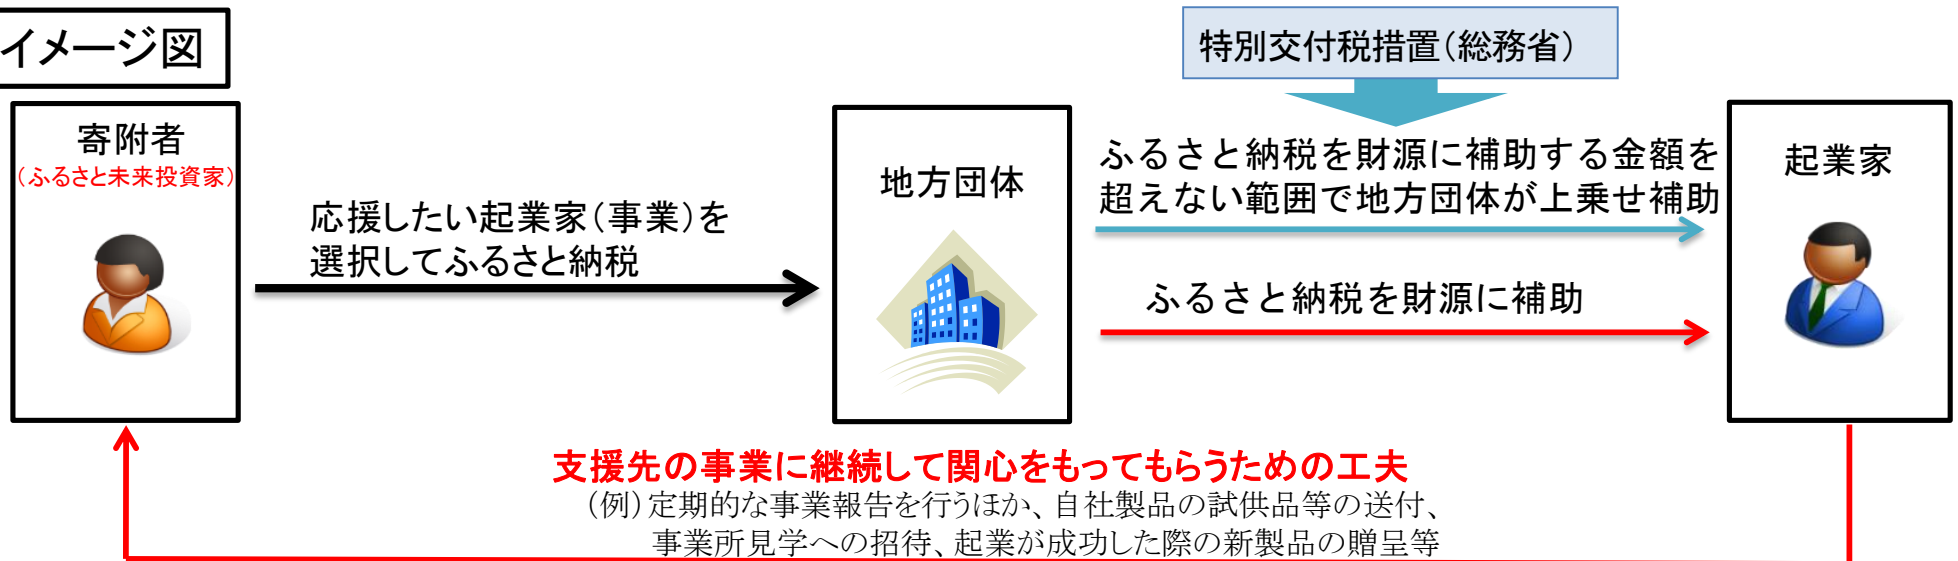 イメージ図
特別交付税措置（総務省）
寄附者
（ふるさと未来投資家）
応援したい起業家（事業）を
選択してふるさと納税
地方団体
ふるさと納税を財源に補助する金額を
超えない範囲で地方団体が上乗せ補助
ふるさと納税を財源に補助
起業家
支援先の事業に継続して関心をもってもらうための工夫
（例）定期的な事業報告を行うほか、自社製品の試供品等の送付、
事業所見学への招待、起業が成功した際の新製品の贈呈等